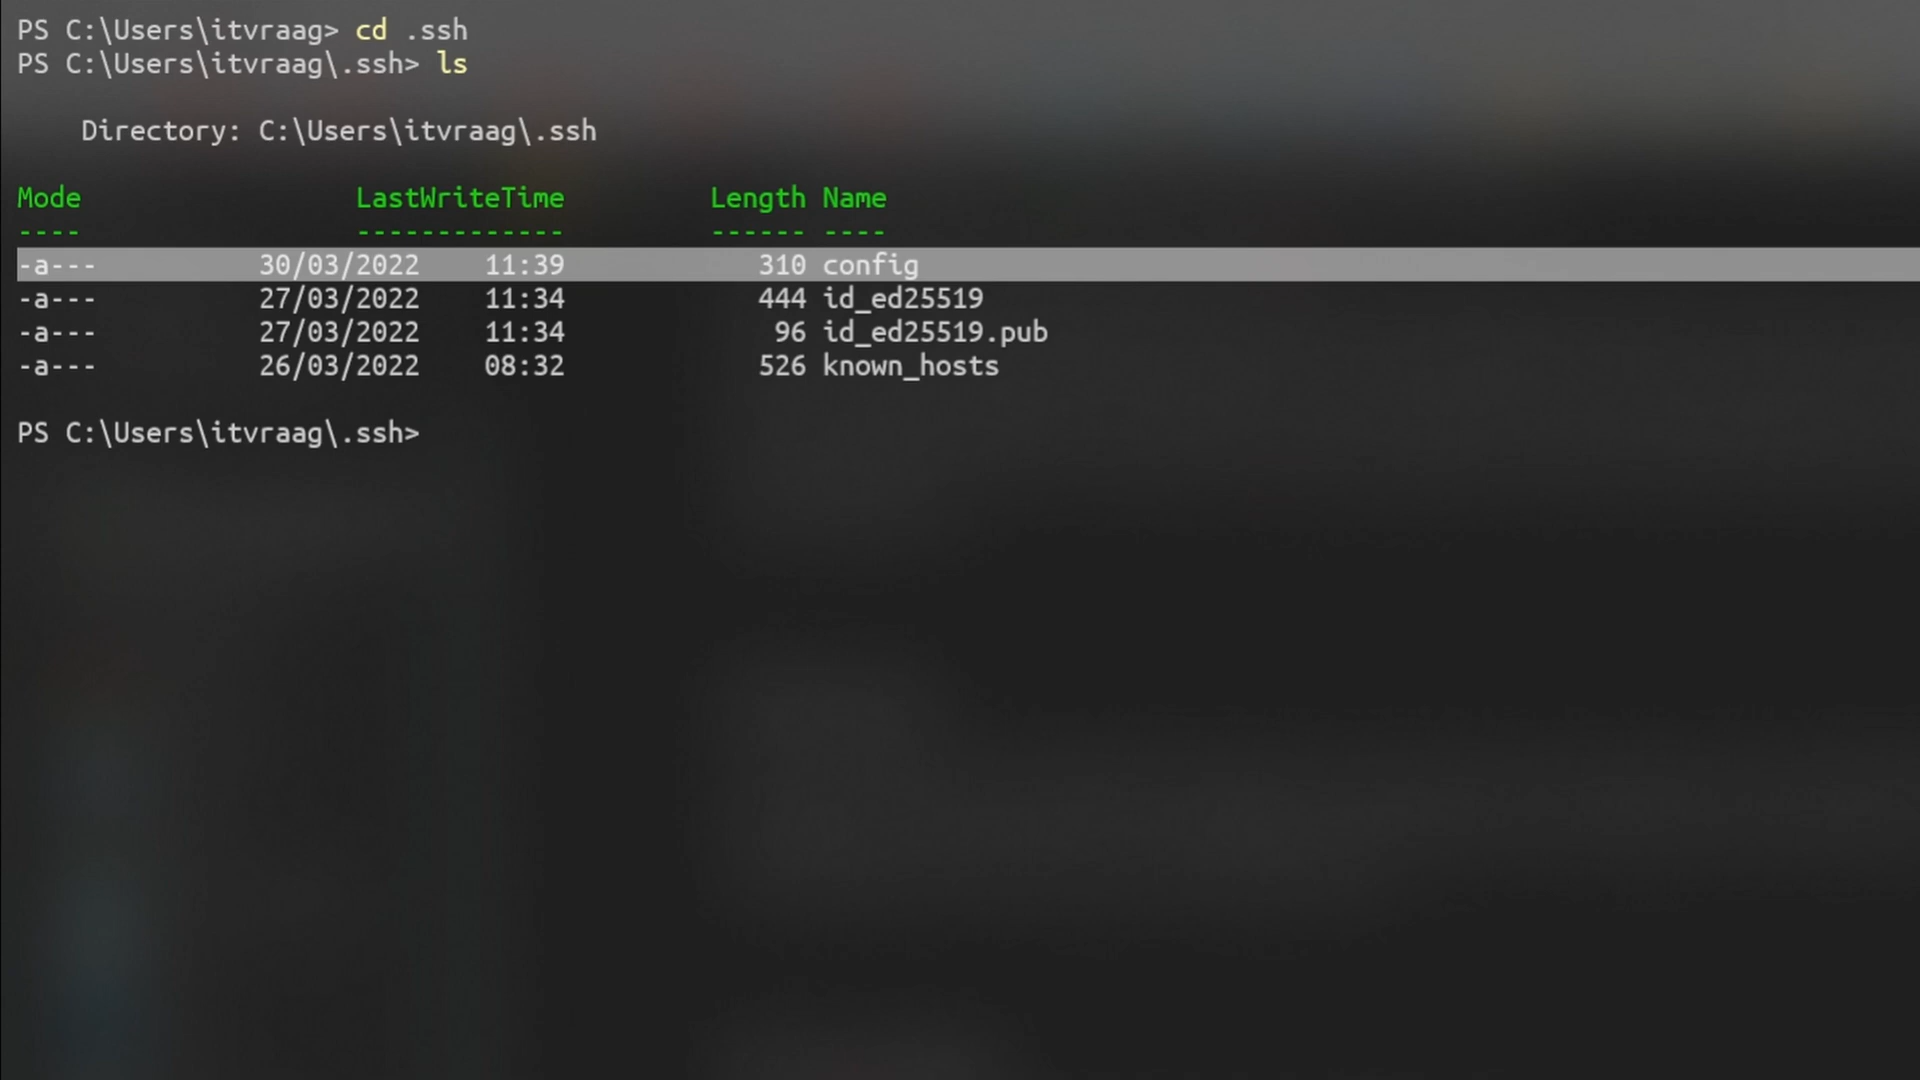 PS C:\Users\itvraag> cd .ssh
PS C:\Users\itvraag\.ssh> ls
Directory: C:\Users\itvraag\.ssh
Mode LastWriteTime Length Name
---- ------------- ------ ----
-a--- 30/03/2022 11:39 310 config
-a--- 27/03/2022 11:34 444 id_ed25519
-a--- 27/03/2022 11:34 96 id_ed25519.pub
-a--- 26/03/2022 08:32 526 known_hosts
PS C:\Users\itvraag\.ssh>